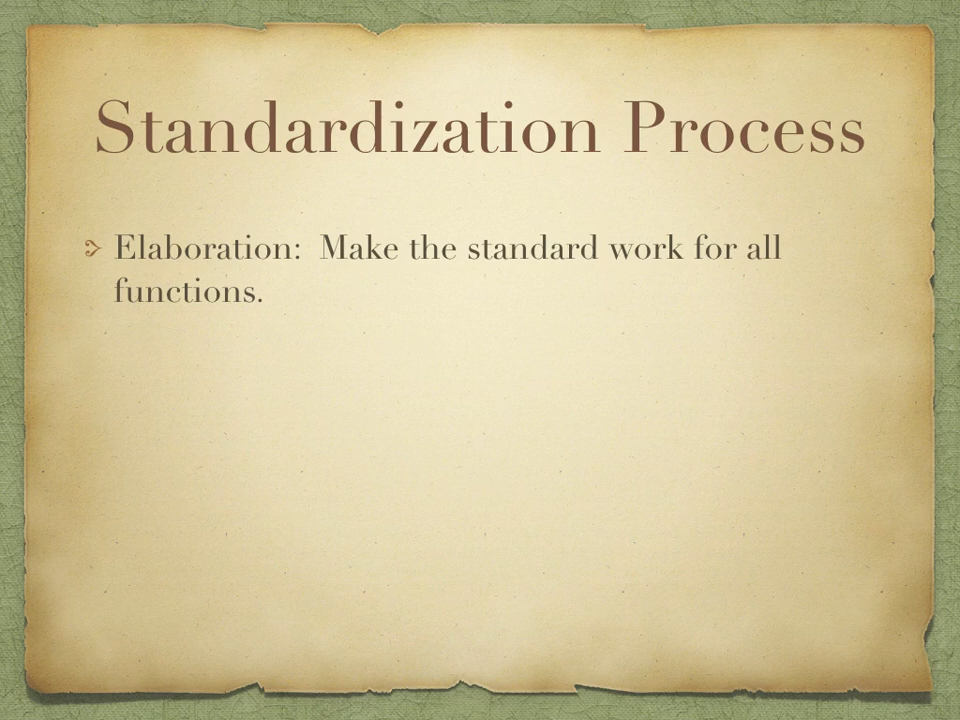 Standardization Process
Elaboration:  Make the standard work for all
functions.